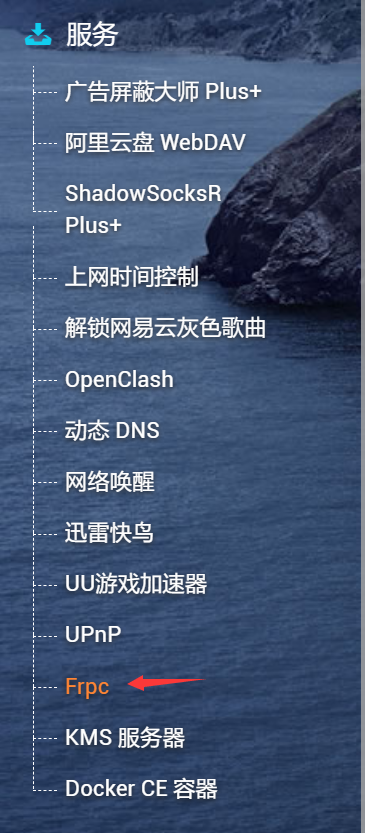 服务
广告屏蔽大师 Plus+
阿里云盘 WebDAV
ShadowSocksR
Plus+
上网时间控制
解锁网易云灰色歌曲
OpenClash
动态 DNS
网络唤醒
迅雷快鸟
UU游戏加速器
UPnP
Frpc
KMS 服务器
Docker CE 容器